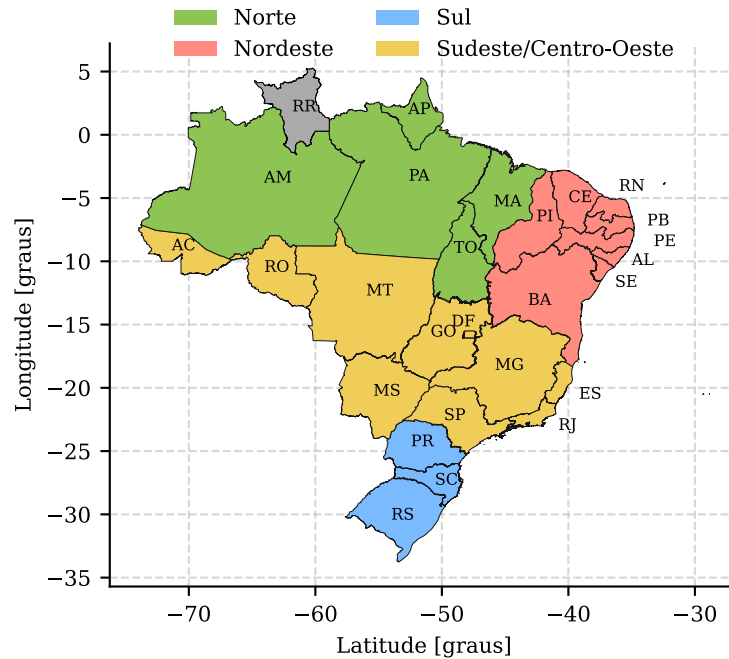 Norte Sul
Nordeste Sudeste/Centro-Oeste
5
0
−5
−10
−15
−20
−25
−30
−35
Longitude [graus]
RR
AP
AM
PA
MA
CE
RN
PI
PB
PE
AC
TO
AL
RO
SE
MT
BA
DF
GO
MG
MS
ES
SP
RJ
PR
SC
RS
−70 −60 −50 −40 −30
Latitude [graus]